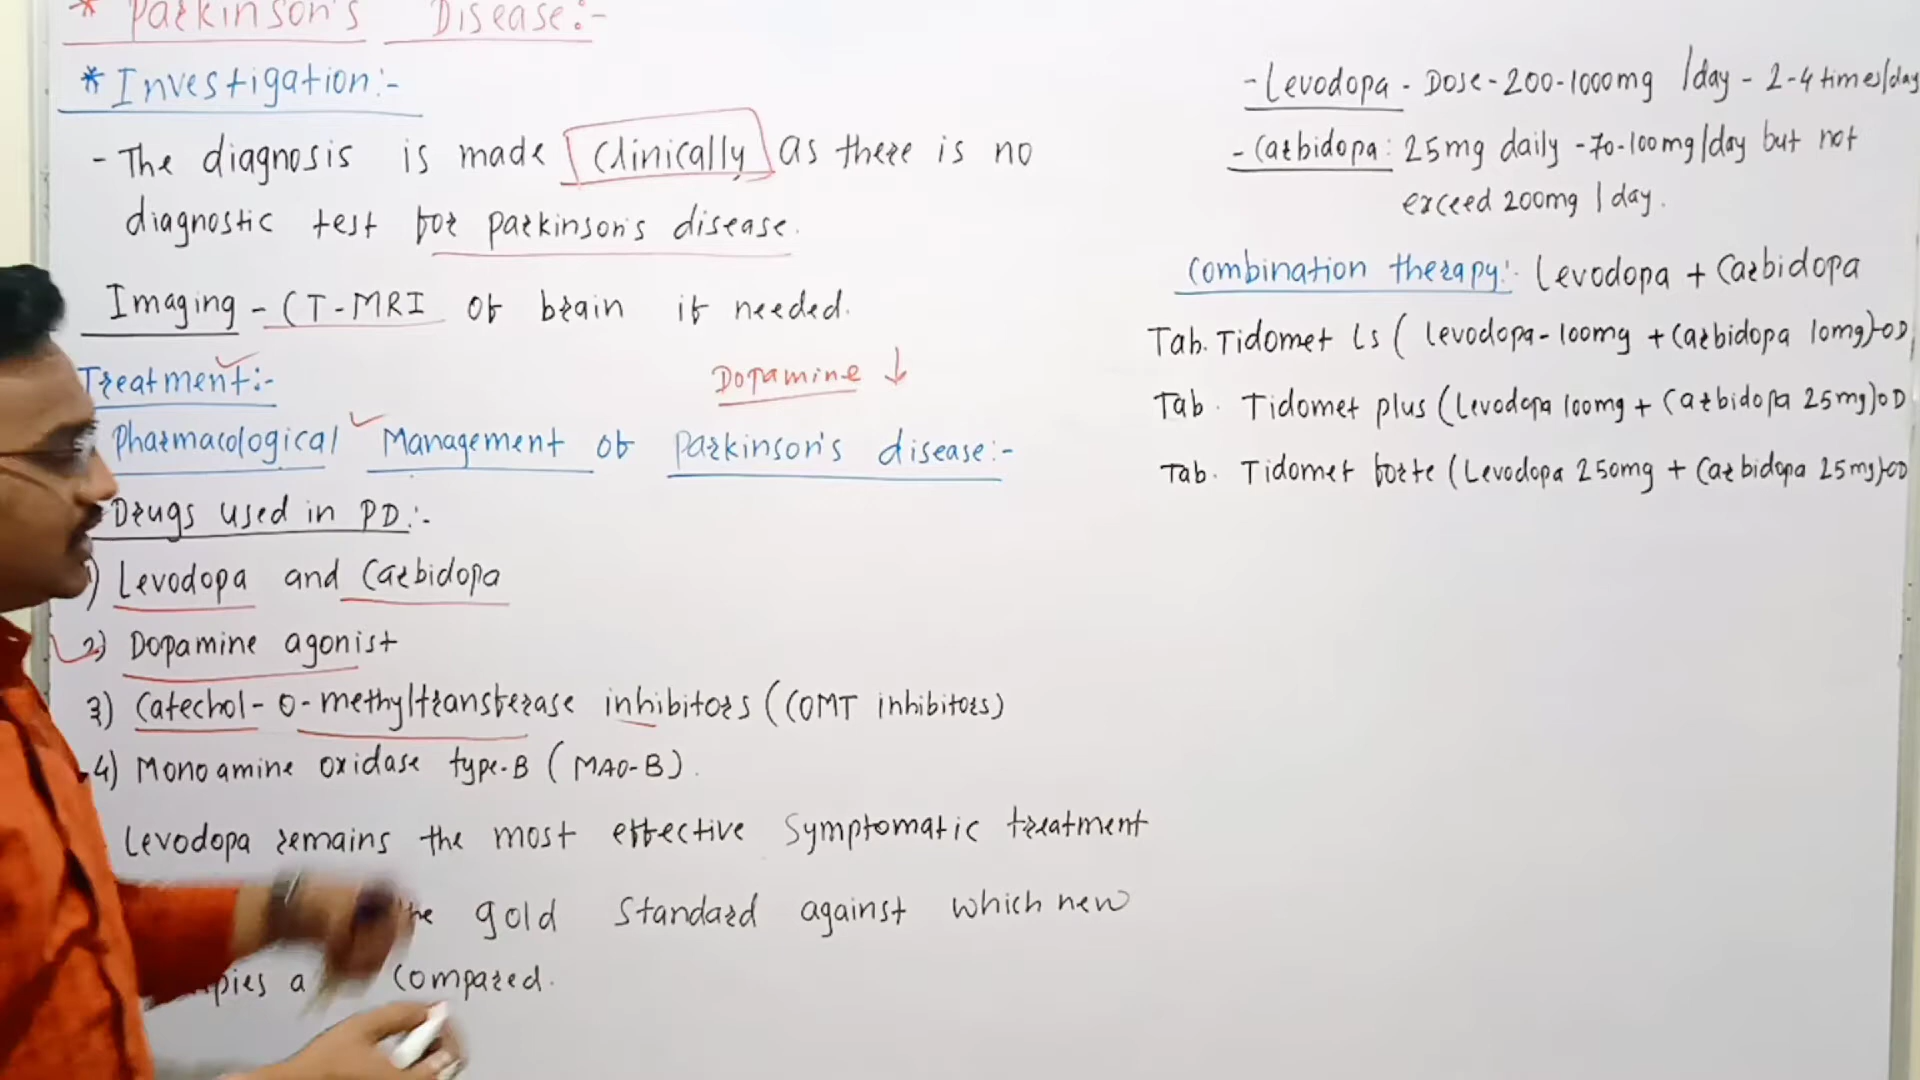 * Parkinson's Disease:-
* Investigation:-
- The diagnosis is made clinically as there is no
diagnostic test for parkinson's disease.
Imaging - CT-MRI of brain if needed.
Treatment:-
Dopamine ↓
Pharmacological Management of Parkinson's disease:-
Drugs used in PD:-
1) Levodopa and Carbidopa
2) Dopamine agonist
3) Catechol-o-methyltransferase inhibitors (COMT inhibitors)
4) Monoamine oxidase type-B (MAO-B).
Levodopa remains the most effective symptomatic treatment
gold standard against which new
compared.
- Levodopa - Dose - 200-1000mg /day - 2-4 times/day
- Carbidopa: 25mg daily - 70-100mg/day but not
exceed 200mg / day.
Combination therapy:- Levodopa + Carbidopa
Tab. Tidomet Ls ( Levodopa-100mg + Carbidopa 10mg)-OD
Tab. Tidomet plus (Levodopa 100mg + Carbidopa 25mg)OD
Tab. Tidomet forte (Levodopa 250mg + Carbidopa 25mg)-OD